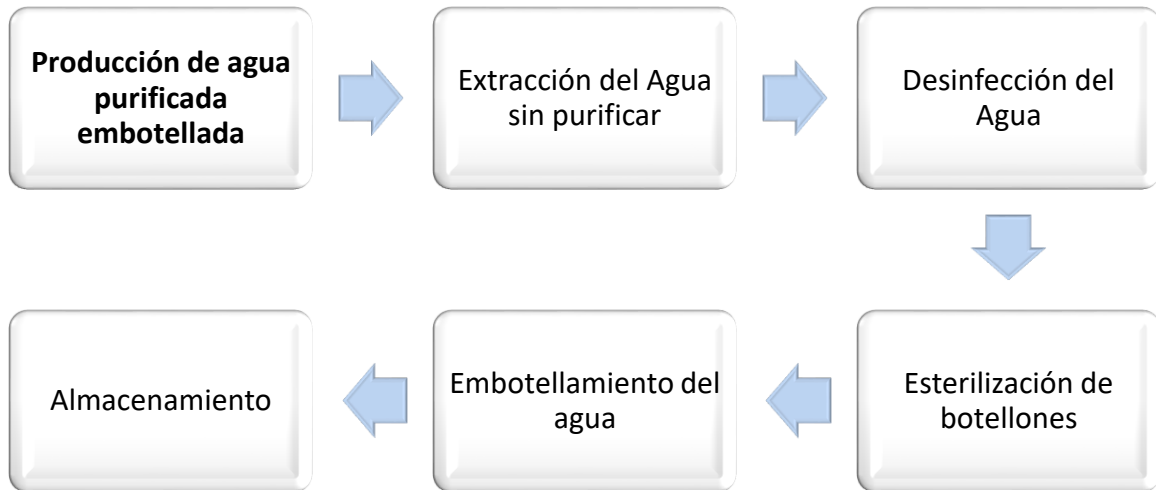 Producción de agua
purificada
embotellada
Extracción del Agua
sin purificar
Desinfección del
Agua
Esterilización de
botellones
Embotellamiento del
agua
Almacenamiento